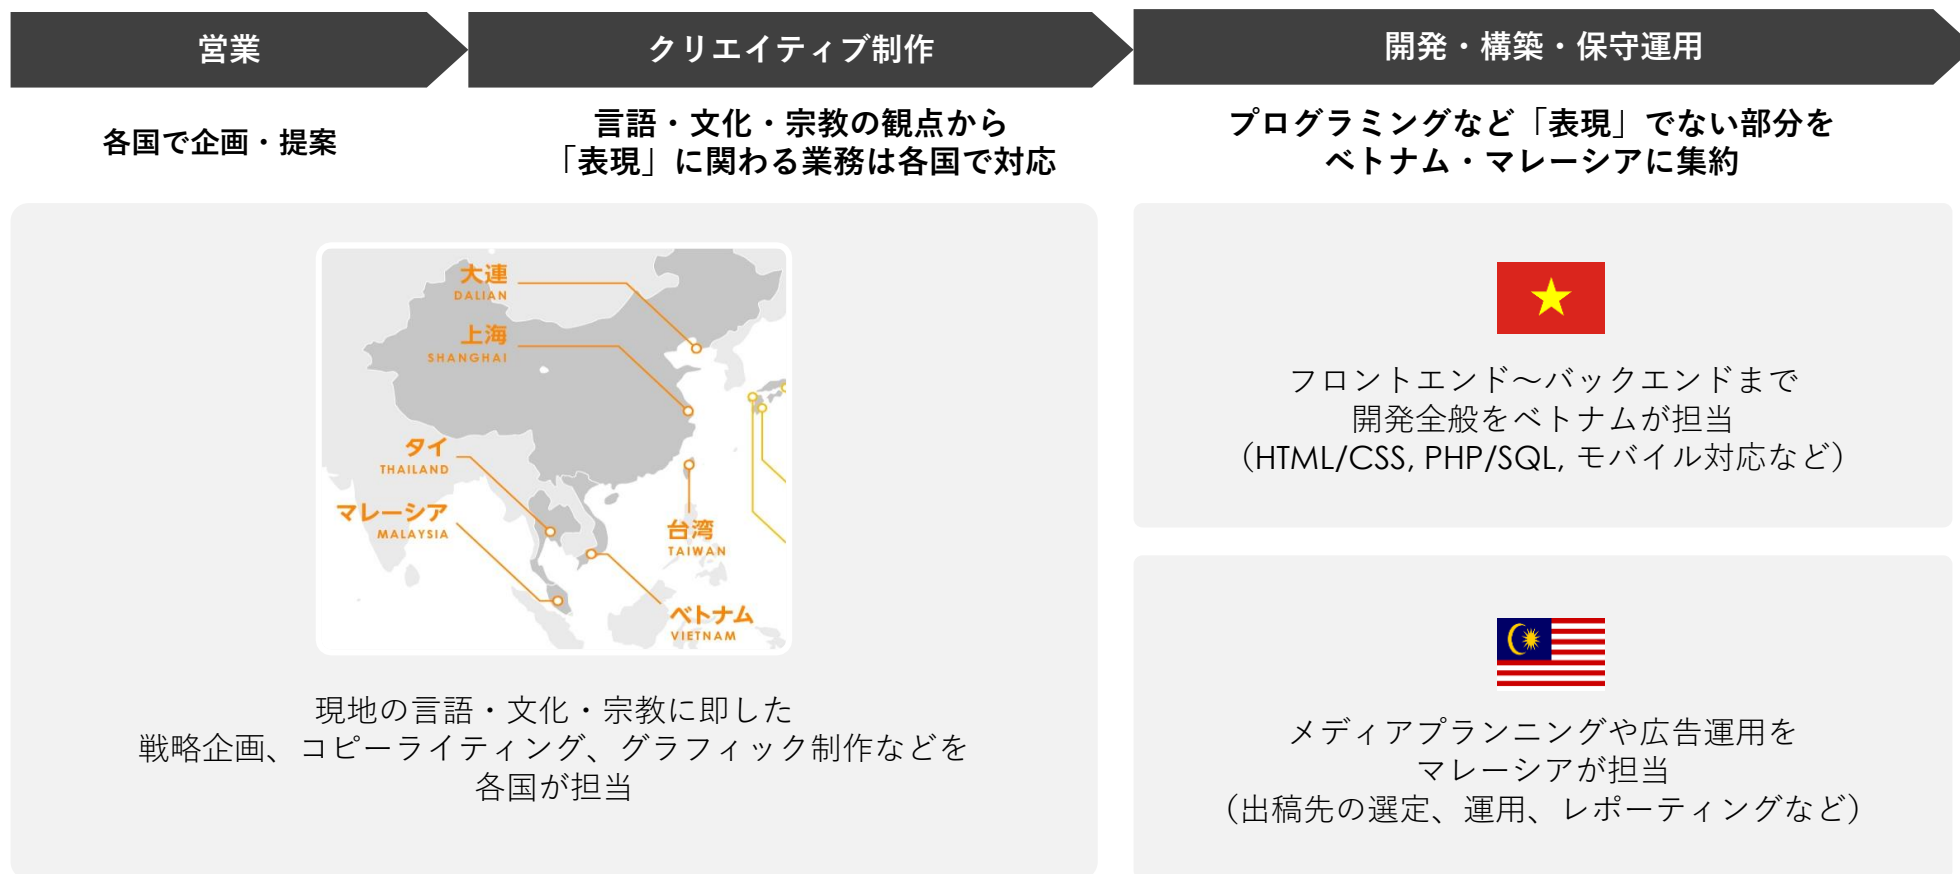 営業
クリエイティブ制作
開発・構築・保守運用
各国で企画・提案
言語・文化・宗教の観点から
「表現」に関わる業務は各国で対応
プログラミングなど「表現」でない部分を
ベトナム・マレーシアに集約
大連
DALIAN
上海
SHANGHAI
タイ
THAILAND
マレーシア
MALAYSIA
台湾
TAIWAN
ベトナム
VIETNAM
現地の言語・文化・宗教に即した
戦略企画、コピーライティング、グラフィック制作などを
各国が担当
フロントエンド～バックエンドまで
開発全般をベトナムが担当
（HTML/CSS, PHP/SQL, モバイル対応など）
メディアプランニングや広告運用を
マレーシアが担当
（出稿先の選定、運用、レポーティングなど）